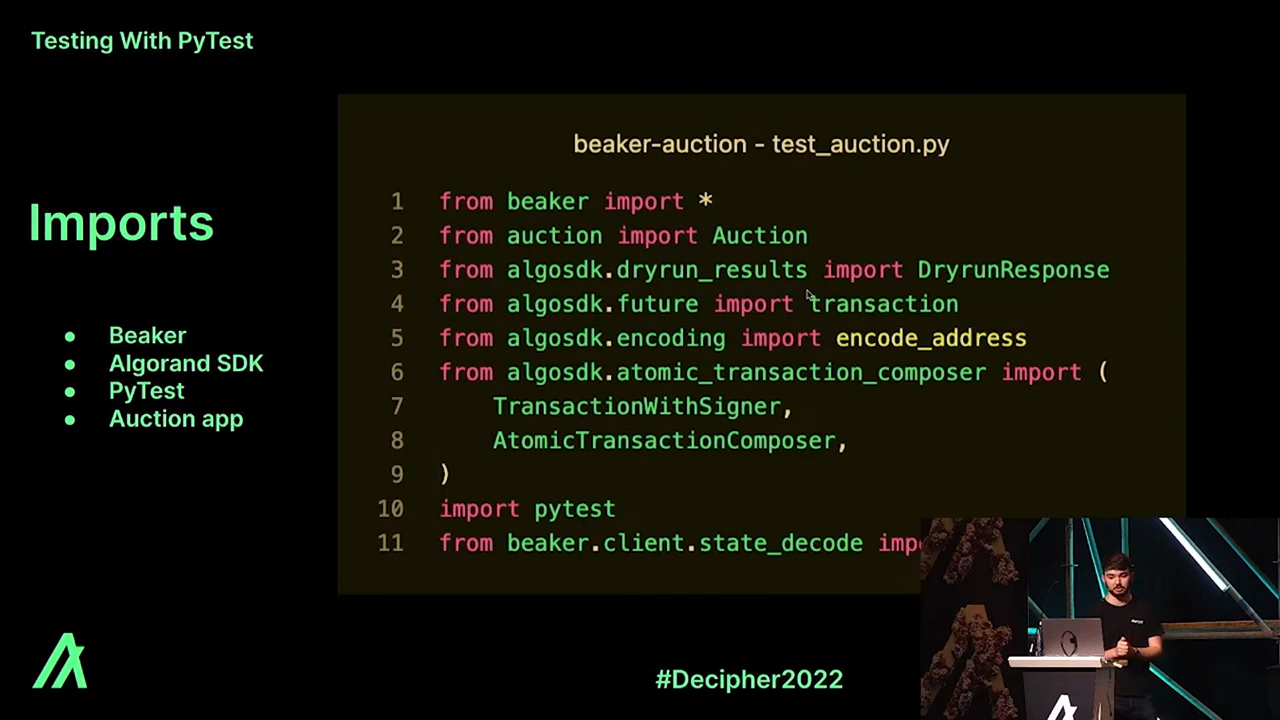 Testing With PyTest
Imports
● Beaker
● Algorand SDK
● PyTest
● Auction app
beaker-auction - test_auction.py
1 from beaker import *
2 from auction import Auction
3 from algosdk.dryrun_results import DryrunResponse
4 from algosdk.future import transaction
5 from algosdk.encoding import encode_address
6 from algosdk.atomic_transaction_composer import (
7 TransactionWithSigner,
8 AtomicTransactionComposer,
9 )
10 import pytest
11 from beaker.client.state_decode
#Decipher2022